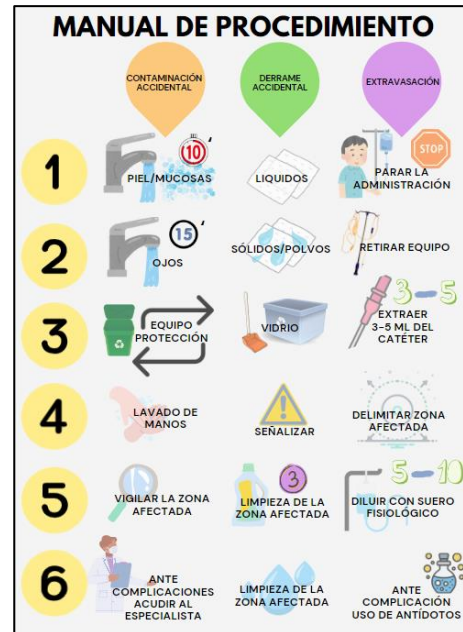 MANUAL DE PROCEDIMIENTO
CONTAMINACIÓN
ACCIDENTAL
DERRAME
ACCIDENTAL
EXTRAVASACIÓN
1
10'
PIEL/MUCOSAS
LIQUIDOS
STOP
PARAR LA
ADMINISTRACIÓN
2
15'
OJOS
SÓLIDOS/POLVOS
RETIRAR EQUIPO
3
EQUIPO
PROTECCIÓN
VIDRIO
3-5
EXTRAER
3-5 ML DEL
CATÉTER
4
LAVADO DE
MANOS
SEÑALIZAR
DELIMITAR ZONA
AFECTADA
5
VIGILAR LA ZONA
AFECTADA
3
LIMPIEZA DE LA
ZONA AFECTADA
5-10
DILUIR CON SUERO
FISIOLÓGICO
6
ANTE
COMPLICACIONES
ACUDIR AL
ESPECIALISTA
LIMPIEZA DE LA
ZONA AFECTADA
ANTE
COMPLICACIÓN
USO DE ANTÍDOTOS